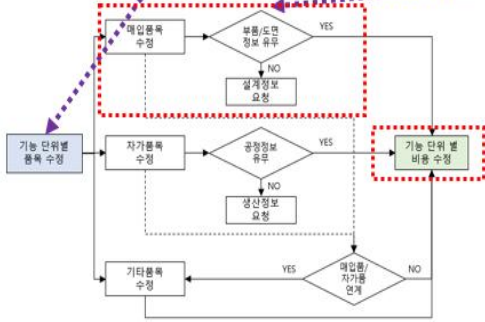 매입품목
수정
부품/도면
정보 유무
YES
NO
설계정보
요청
기능 단위별
품목 수정
자가품목
수정
공정정보
유무
YES
기능 단위 별
비용 수정
NO
생산정보
요청
기타품목
수정
YES
매입품/
자가품
연계
NO